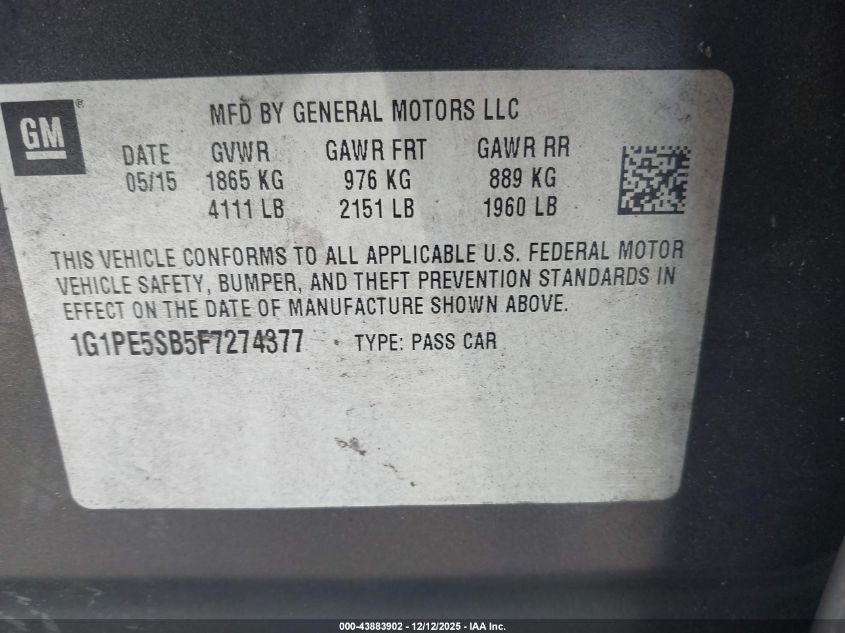 GM®
MFD BY GENERAL MOTORS LLC
DATE GVWR GAWR FRT GAWR RR
05/15 1865 KG 976 KG 889 KG
4111 LB 2151 LB 1960 LB
THIS VEHICLE CONFORMS TO ALL APPLICABLE U.S. FEDERAL MOTOR
VEHICLE SAFETY, BUMPER, AND THEFT PREVENTION STANDARDS IN
EFFECT ON THE DATE OF MANUFACTURE SHOWN ABOVE.
1G1PE5SB5F7274377 TYPE: PASS CAR
000-43883902 - 12/12/2025 - IAA Inc.